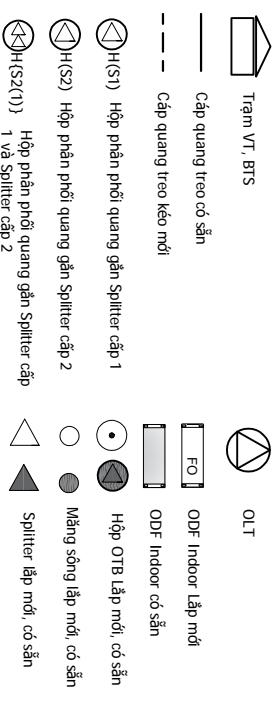 Trạm VT, BTS
Cáp quang treo có sẵn
Cáp quang treo kéo mới
H(S1) Hộp phân phối quang gắn Splitter cấp 1
H(S2) Hộp phân phối quang gắn Splitter cấp 2
H{S2(1)} Hộp phân phối quang gắn Splitter cấp
1 và Splitter cấp 2
OLT
FO ODF Indoor Lắp mới
ODF Indoor có sẵn
Hộp OTB Lắp mới, có sẵn
Măng sông lắp mới, có sẵn
Splitter lắp mới, có sẵn